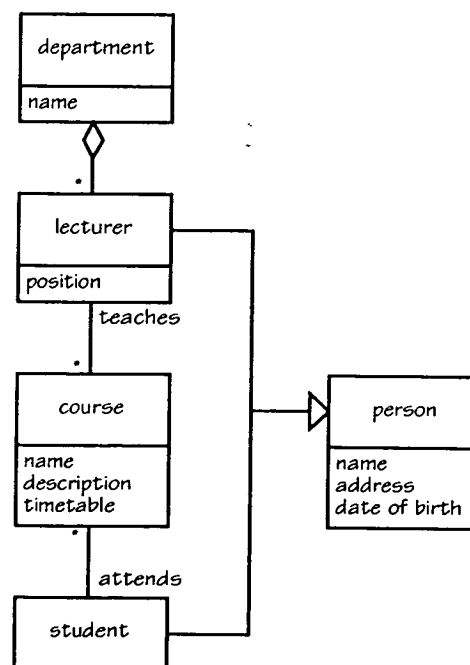 department
name
*
lecturer
position
teaches
*
course
name
description
timetable
*
attends
student
person
name
address
date of birth